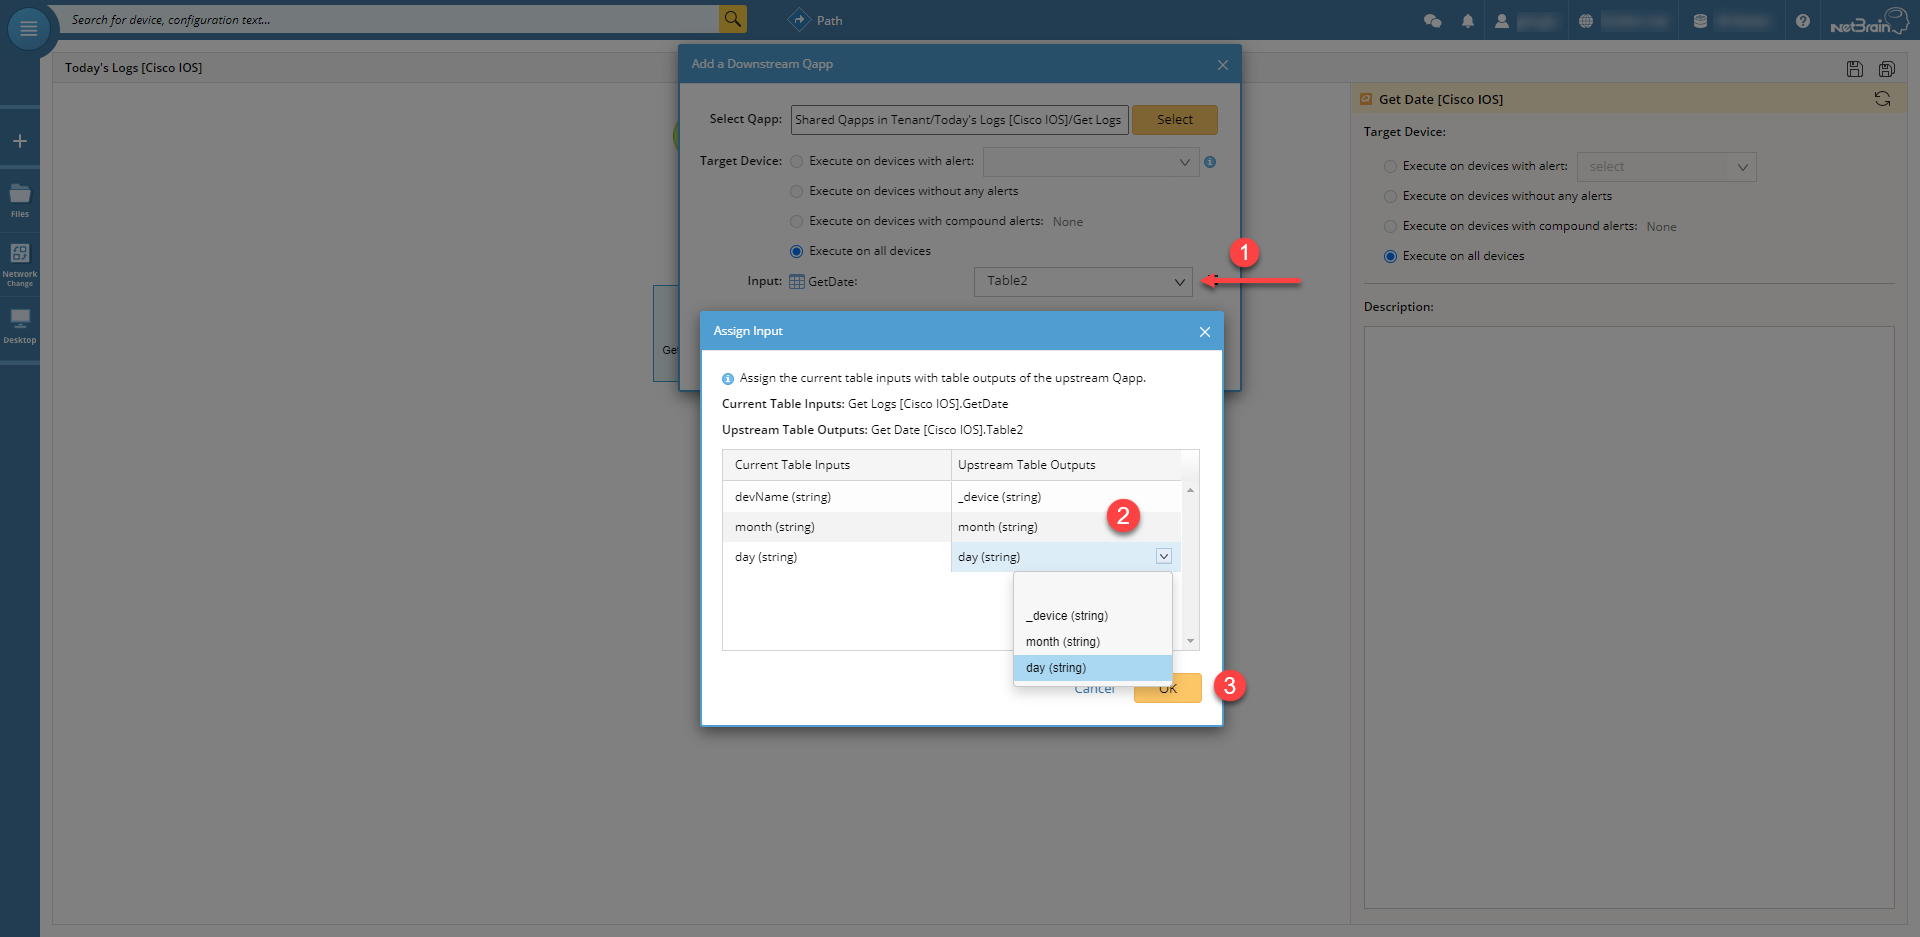 Search for device, configuration text...
Path
NetBrain
Today's Logs [Cisco IOS]
Files
Network
Change
Desktop
Add a Downstream Qapp
Select Qapp: Shared Qapps in Tenant/Today's Logs [Cisco IOS]/Get Logs Select
Target Device: Execute on devices with alert:
Execute on devices without any alerts
Execute on devices with compound alerts: None
Execute on all devices
1
Input: GetDate: Table2
Assign Input
Assign the current table inputs with table outputs of the upstream Qapp.
Current Table Inputs: Get Logs [Cisco IOS].GetDate
Upstream Table Outputs: Get Date [Cisco IOS].Table2
Current Table Inputs Upstream Table Outputs
devName (string) _device (string)
month (string) month (string)
2
day (string) day (string)
_device (string)
month (string)
day (string)
Cancel OK
3
Get Date [Cisco IOS]
Target Device:
Execute on devices with alert: select
Execute on devices without any alerts
Execute on devices with compound alerts: None
Execute on all devices
Description: